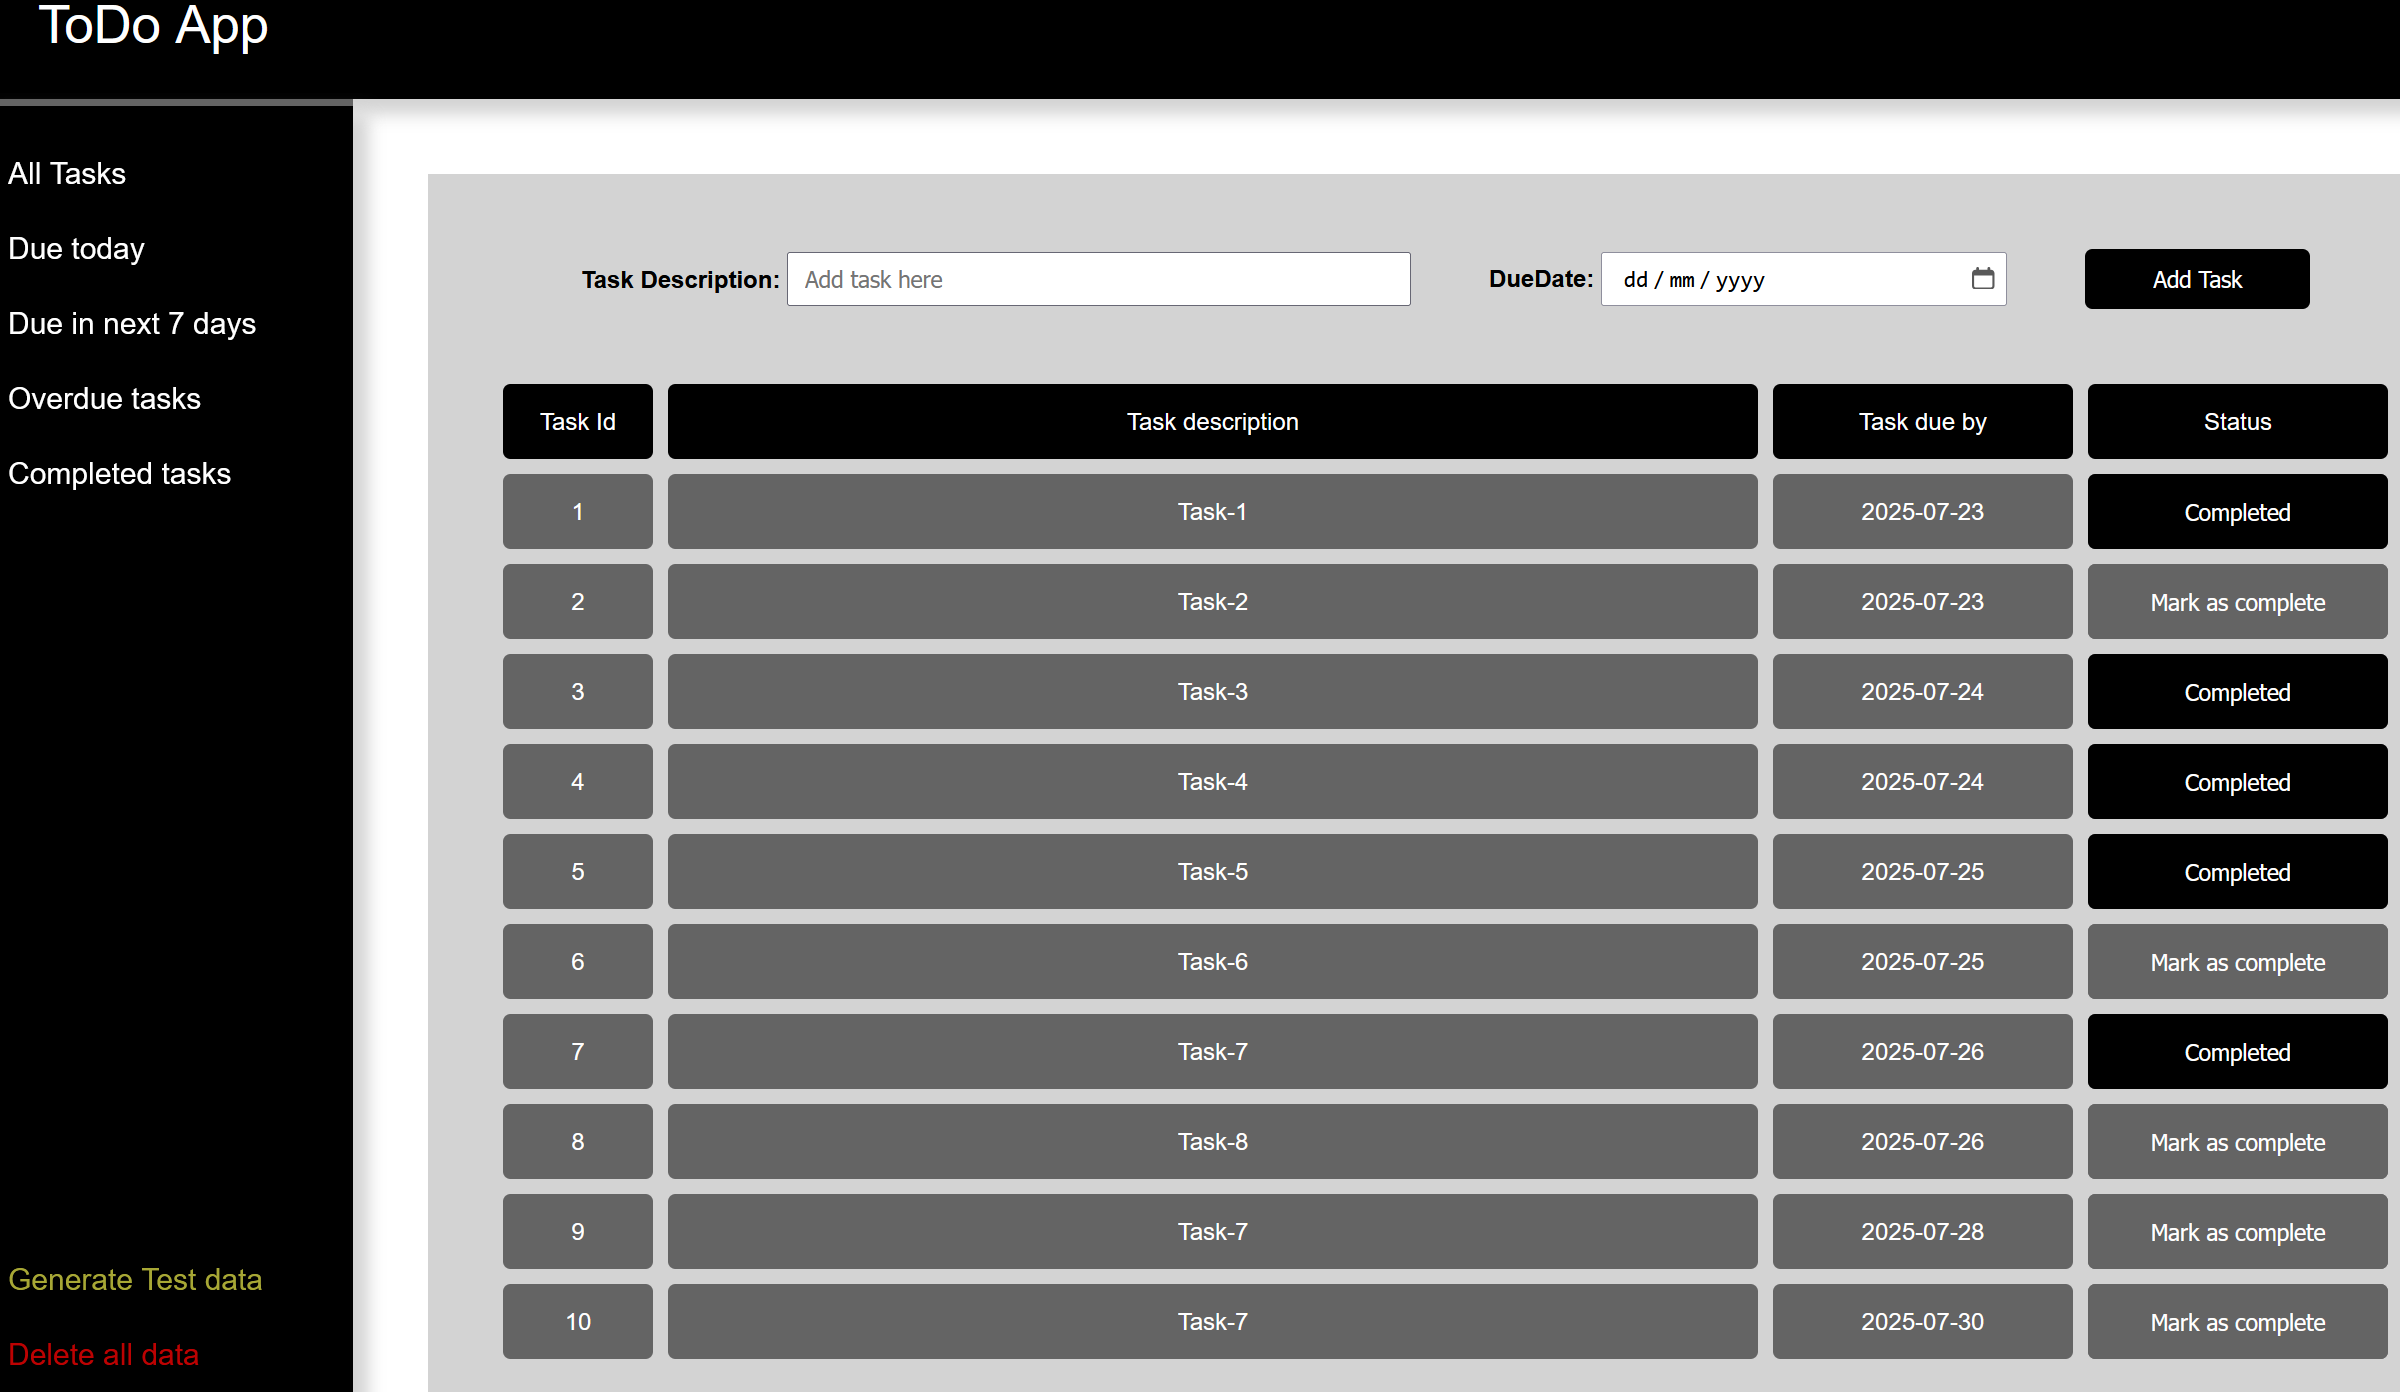 ToDo App
All Tasks
Due today
Due in next 7 days
Overdue tasks
Completed tasks
Generate Test data
Delete all data
Task Description: Add task here DueDate: dd / mm / yyyy Add Task
Task Id Task description Task due by Status
1 Task-1 2025-07-23 Completed
2 Task-2 2025-07-23 Mark as complete
3 Task-3 2025-07-24 Completed
4 Task-4 2025-07-24 Completed
5 Task-5 2025-07-25 Completed
6 Task-6 2025-07-25 Mark as complete
7 Task-7 2025-07-26 Completed
8 Task-8 2025-07-26 Mark as complete
9 Task-7 2025-07-28 Mark as complete
10 Task-7 2025-07-30 Mark as complete